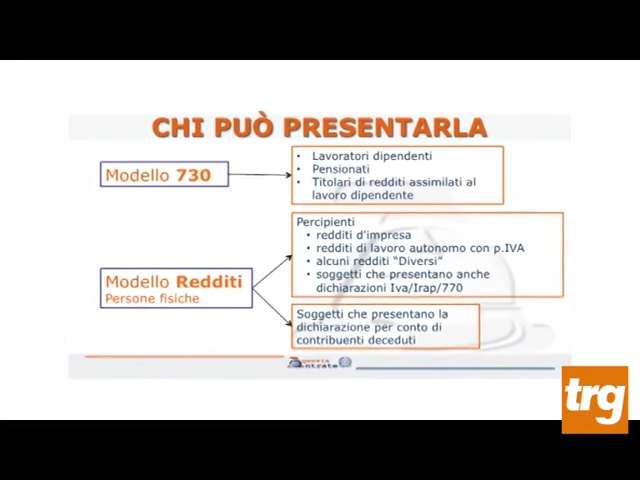 CHI PUÒ PRESENTARLA
Modello 730
• Lavoratori dipendenti
• Pensionati
• Titolari di redditi assimilati al
lavoro dipendente
Modello Redditi
Persone fisiche
Percipienti
• redditi d'impresa
• redditi di lavoro autonomo con p.IVA
• alcuni redditi “Diversi”
• soggetti che presentano anche
dichiarazioni Iva/Irap/770
Soggetti che presentano la
dichiarazione per conto di
contribuenti deceduti
genzia
ntrate
trg